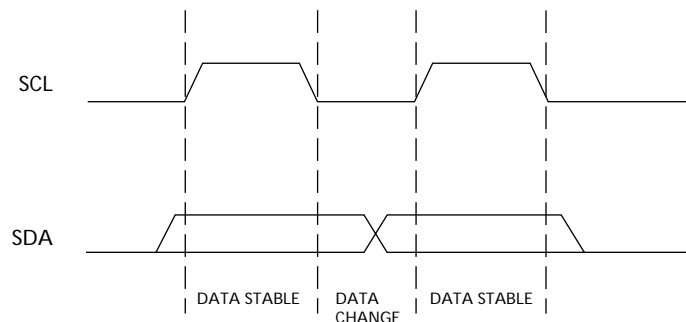 SCL
SDA
DATA STABLE
DATA
CHANGE
DATA STABLE